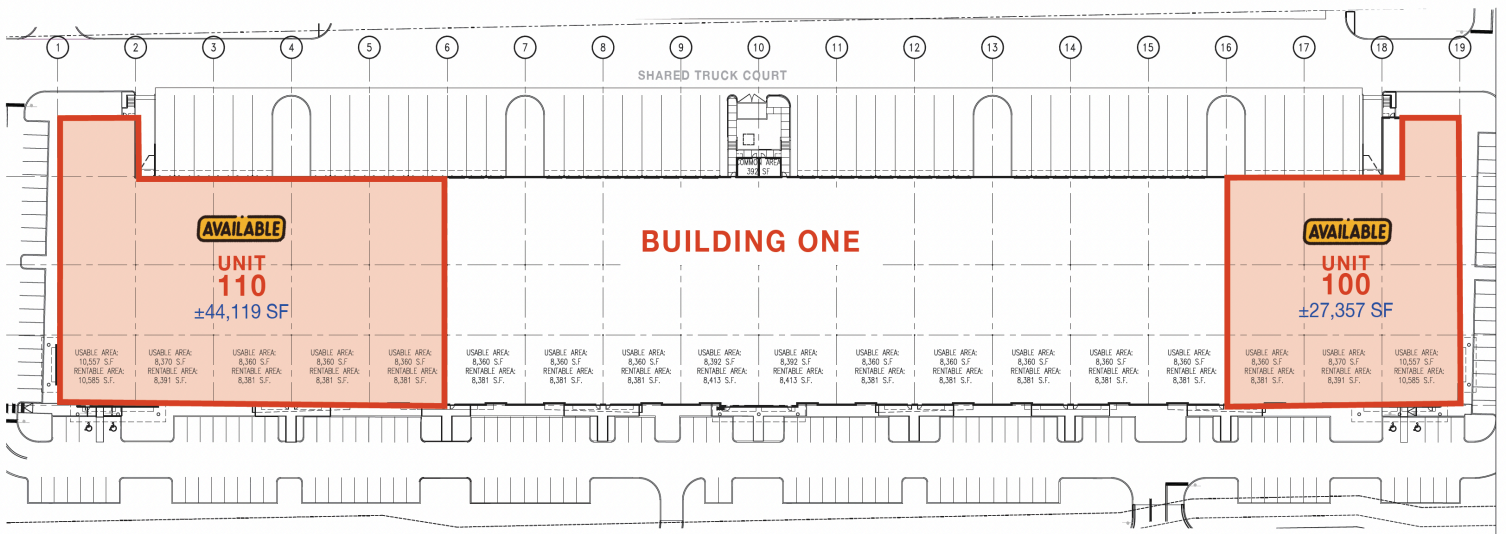 1 2 3 4 5 6 7 8 9 10 11 12 13 14 15 16 17 18 19
SHARED TRUCK COURT
COMMON AREA
392 SF
AVAILABLE
UNIT
110
±44,119 SF
BUILDING ONE
AVAILABLE
UNIT
100
±27,357 SF
USABLE AREA:
10,557 S.F
RENTABLE AREA:
10,585 S.F.
USABLE AREA:
8,370 S.F
RENTABLE AREA:
8,391 S.F.
USABLE AREA:
8,360 S.F
RENTABLE AREA:
8,381 S.F.
USABLE AREA:
8,360 S.F
RENTABLE AREA:
8,381 S.F.
USABLE AREA:
8,360 S.F
RENTABLE AREA:
8,381 S.F.
USABLE AREA:
8,360 S.F
RENTABLE AREA:
8,381 S.F.
USABLE AREA:
8,360 S.F
RENTABLE AREA:
8,381 S.F.
USABLE AREA:
8,360 S.F
RENTABLE AREA:
8,381 S.F.
USABLE AREA:
8,392 S.F
RENTABLE AREA:
8,413 S.F.
USABLE AREA:
8,392 S.F
RENTABLE AREA:
8,413 S.F.
USABLE AREA:
8,360 S.F
RENTABLE AREA:
8,381 S.F.
USABLE AREA:
8,360 S.F
RENTABLE AREA:
8,381 S.F.
USABLE AREA:
8,360 S.F
RENTABLE AREA:
8,381 S.F.
USABLE AREA:
8,360 S.F
RENTABLE AREA:
8,381 S.F.
USABLE AREA:
8,360 S.F
RENTABLE AREA:
8,381 S.F.
USABLE AREA:
8,360 S.F
RENTABLE AREA:
8,381 S.F.
USABLE AREA:
8,370 S.F
RENTABLE AREA:
8,391 S.F.
USABLE AREA:
10,557 S.F
RENTABLE AREA:
10,585 S.F.